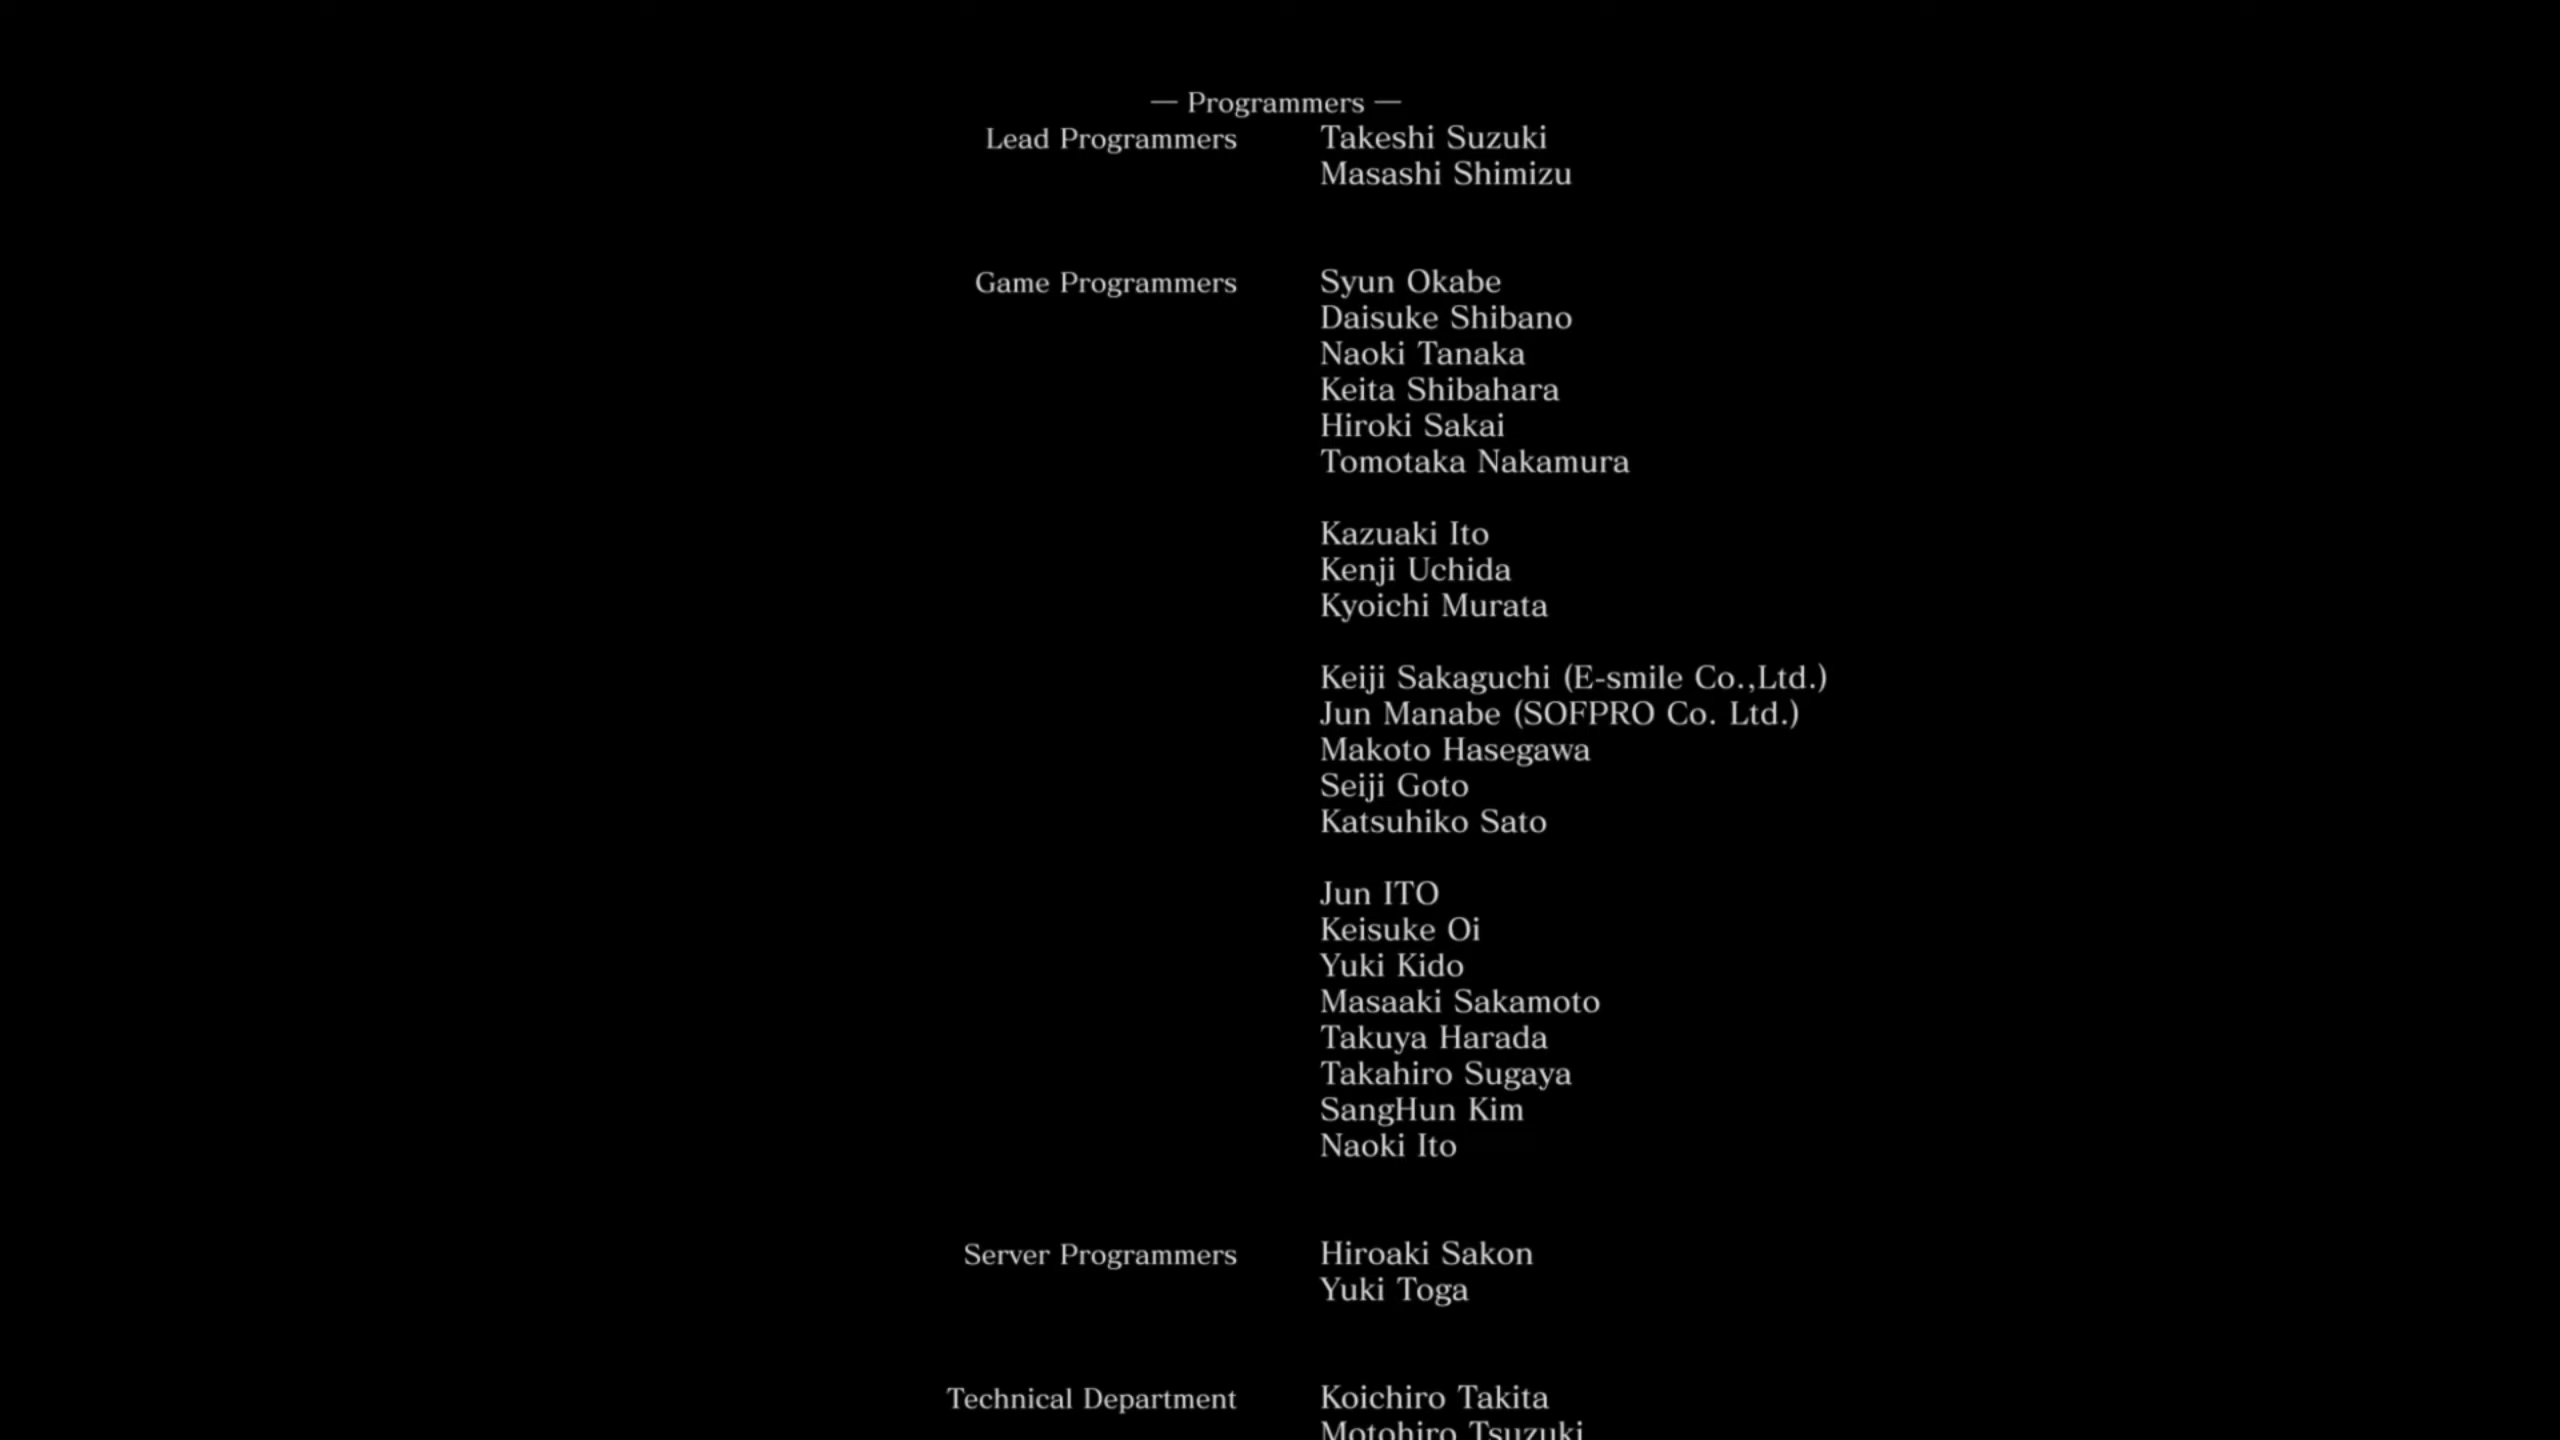 — Programmers —
Lead Programmers Takeshi Suzuki
Masashi Shimizu
Game Programmers Syun Okabe
Daisuke Shibano
Naoki Tanaka
Keita Shibahara
Hiroki Sakai
Tomotaka Nakamura
Kazuaki Ito
Kenji Uchida
Kyoichi Murata
Keiji Sakaguchi (E-smile Co.,Ltd.)
Jun Manabe (SOFPRO Co. Ltd.)
Makoto Hasegawa
Seiji Goto
Katsuhiko Sato
Jun ITO
Keisuke Oi
Yuki Kido
Masaaki Sakamoto
Takuya Harada
Takahiro Sugaya
SangHun Kim
Naoki Ito
Server Programmers Hiroaki Sakon
Yuki Toga
Technical Department Koichiro Takita
Motohiro Tsuzuki